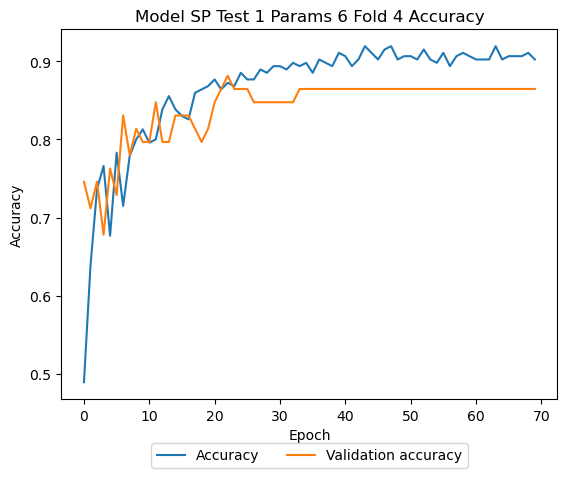 Model SP Test 1 Params 6 Fold 4 Accuracy
0.9
0.8
0.7
0.6
0.5
Accuracy
0 10 20 30 40 50 60 70
Epoch
Accuracy Validation accuracy